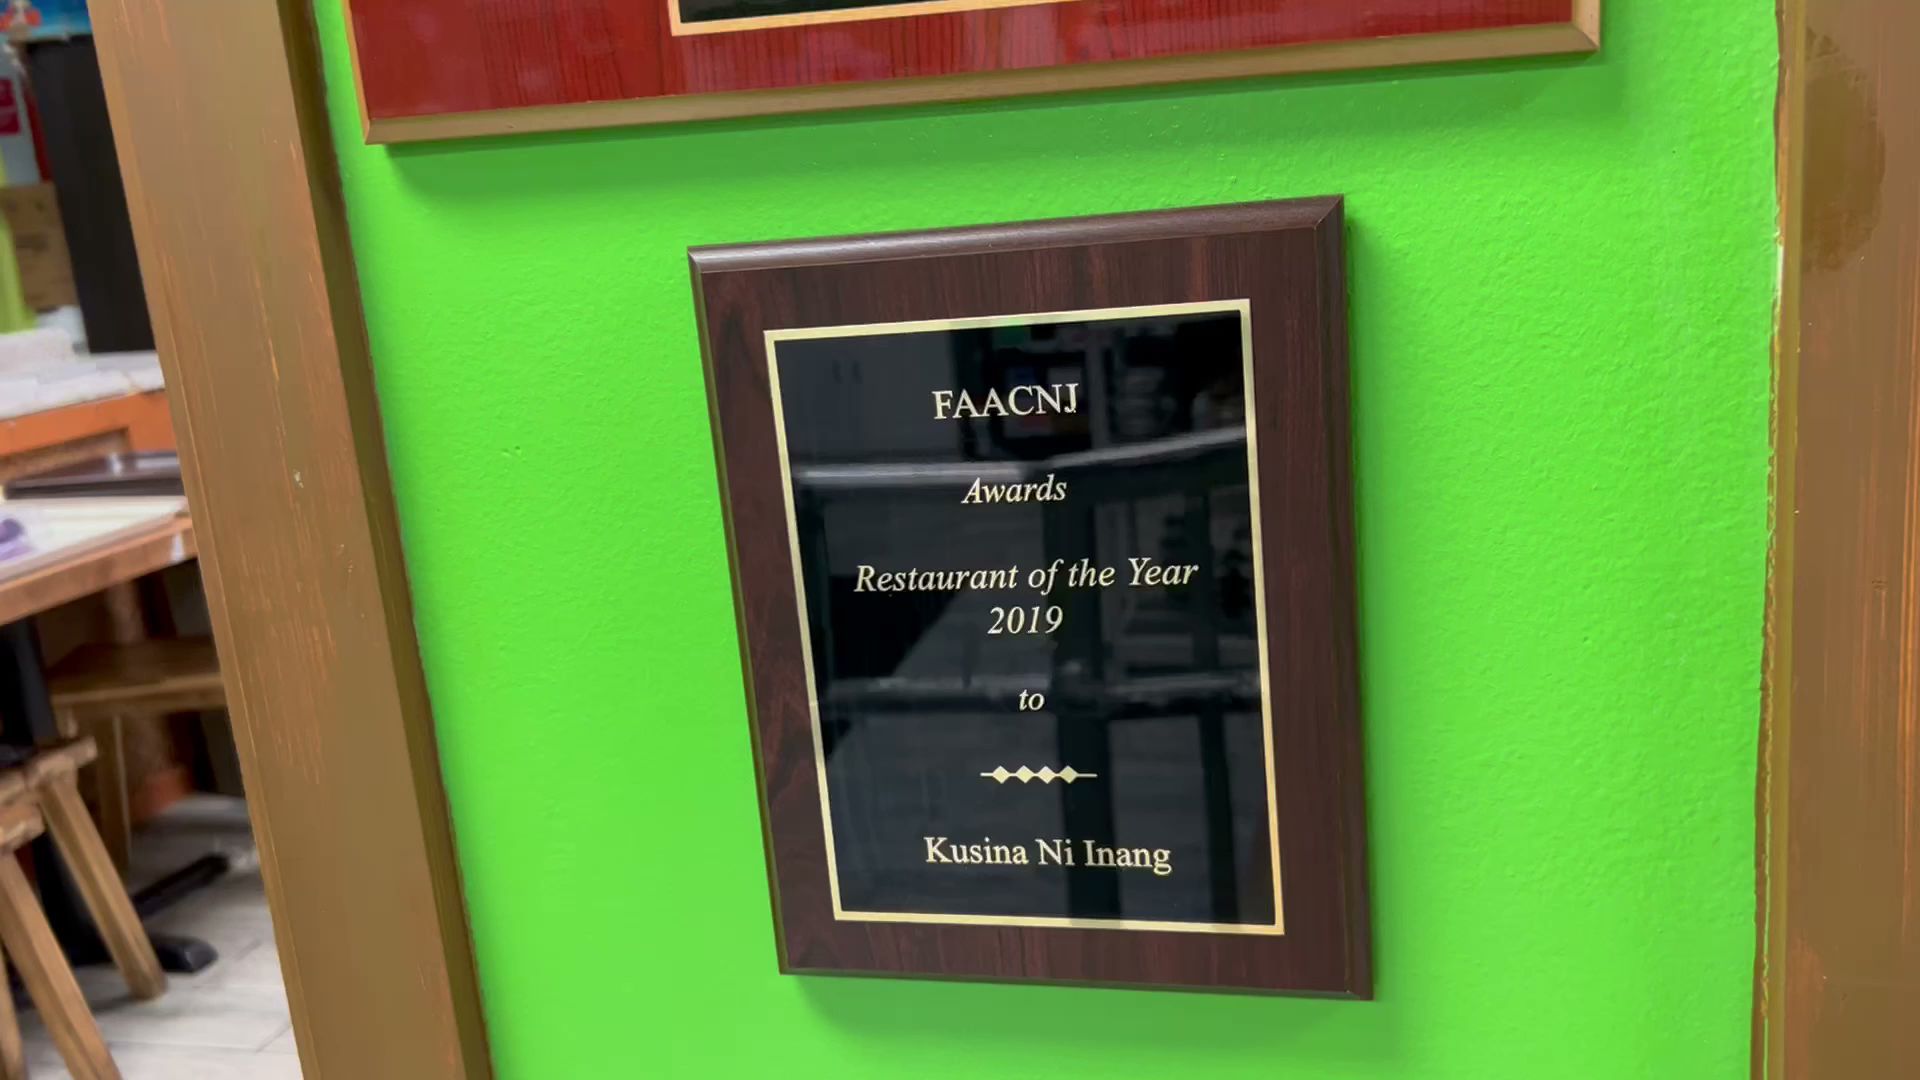 FAACNJ
Awards
Restaurant of the Year
2019
to
Kusina Ni Inang